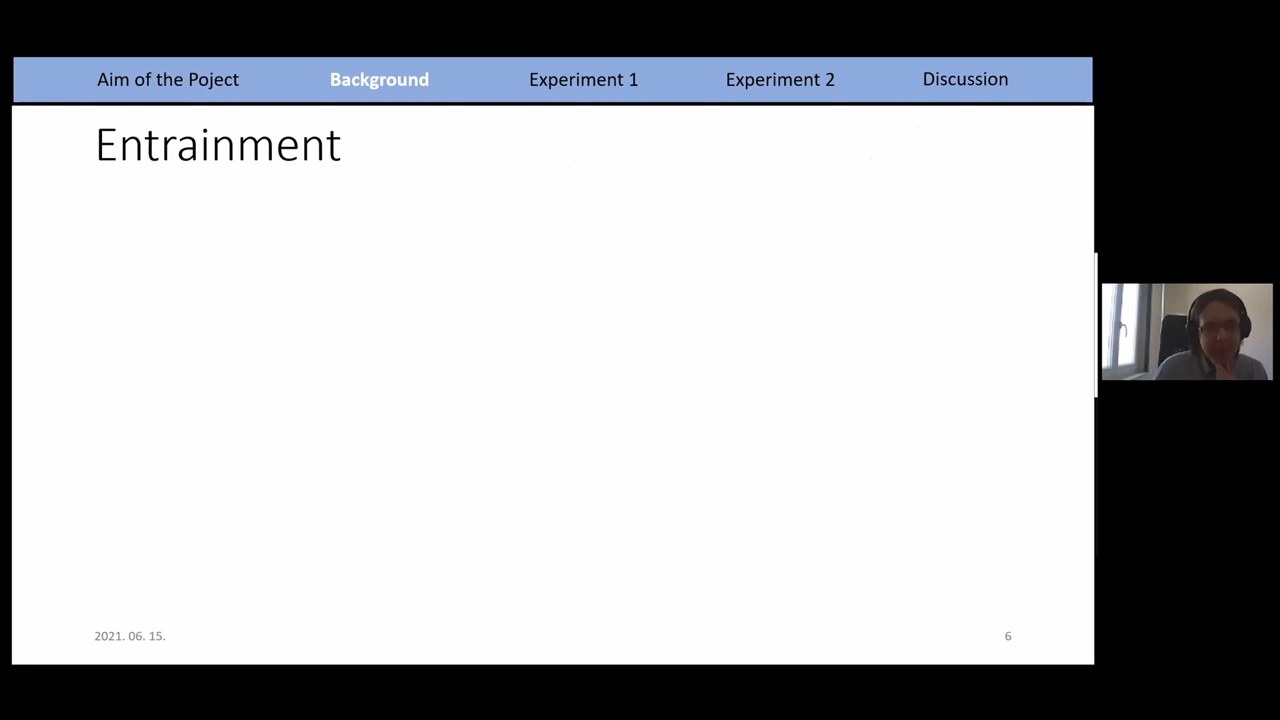 Aim of the Poject Background Experiment 1 Experiment 2 Discussion
Entrainment
2021. 06. 15. 6